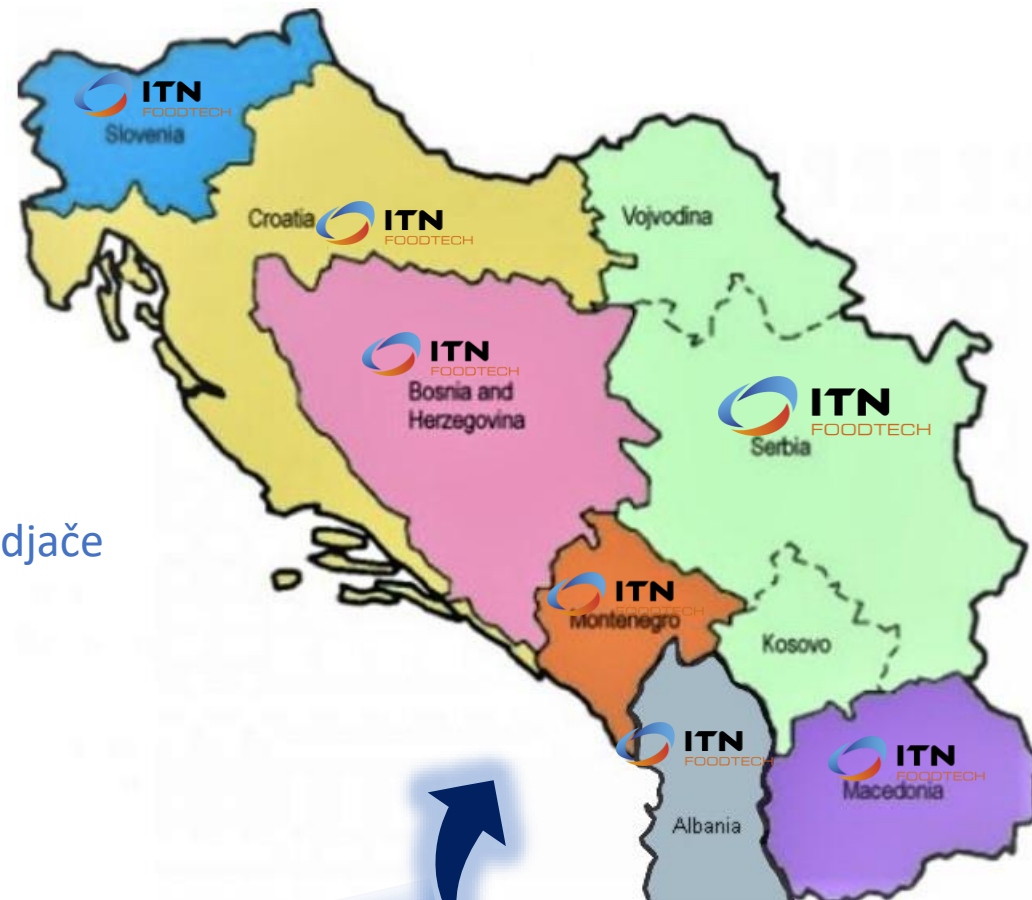 ITN
FOODTECH
Slovenia
Croatia
ITN
FOODTECH
Vojvodina
ITN
FOODTECH
Bosnia and
Herzegovina
ITN
FOODTECH
Serbia
djače
ITN
FOODTECH
Montenegro
Kosovo
ITN
FOODTECH
Albania
ITN
FOODTECH
Macedonia